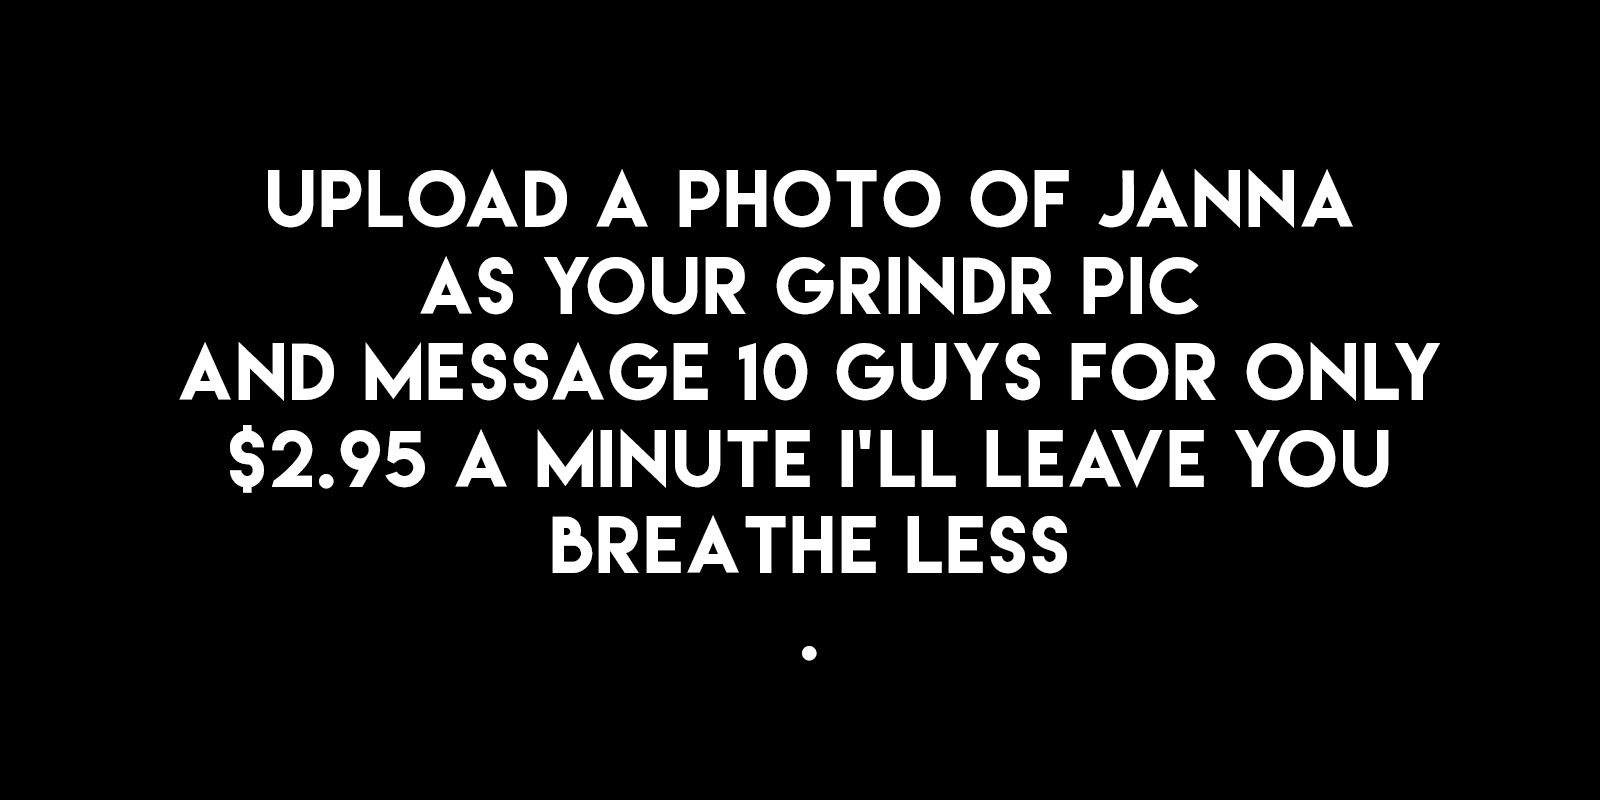 UPLOAD A PHOTO OF JANNA
AS YOUR GRINDR PIC
AND MESSAGE 10 GUYS FOR ONLY
$2.95 A MINUTE I'LL LEAVE YOU
BREATHE LESS
.